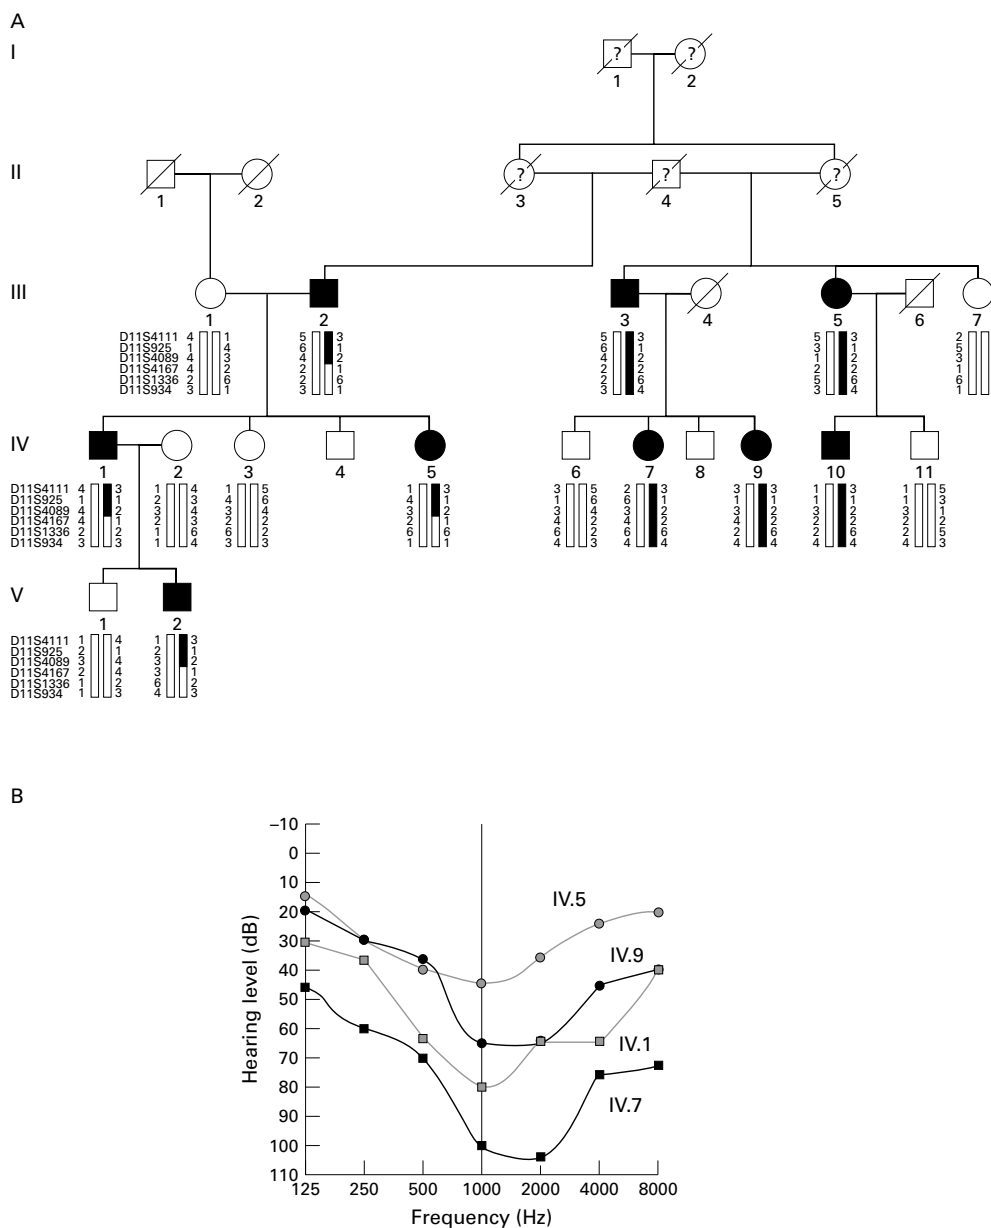 A
I
?
?
1
2
II
?
?
?
1
2
3
4
5
III
1
2
3
4
5
6
7
D11S4111 4 1 5 3 5 3 5 3 2
D11S925 1 4 6 1 6 1 3 1 5
D11S4089 4 3 4 2 4 2 1 2 3
D11S4167 4 2 2 1 2 2 2 2 1
D11S1336 2 6 2 6 2 6 5 6 6
D11S934 3 1 3 1 3 4 3 4 1
IV
1
2
3
4
5
6
7
8
9
10
11
D11S4111 4 3 1 4 1 5 1 3 3 5 2 3 3 3 1 3 1 5
D11S925 1 1 2 3 4 6 4 1 1 6 6 1 1 1 1 1 1 3
D11S4089 4 2 3 4 3 4 3 2 3 4 3 2 3 2 3 2 3 1
D11S4167 4 1 2 3 2 2 2 1 4 2 4 2 4 2 2 2 2 2
D11S1336 2 2 1 6 6 2 6 6 6 2 6 6 2 6 2 6 2 5
D11S934 3 3 1 4 3 3 1 1 4 3 4 4 4 4 4 4 4 3
V
1
2
D11S4111 1 4 1 3
D11S925 2 1 2 1
D11S4089 3 4 3 2
D11S4167 2 4 3 1
D11S1336 1 2 6 2
D11S934 1 3 4 3
B
Hearing level (dB)
–10
0
10
20
30
40
50
60
70
80
90
100
110
IV.5
IV.9
IV.1
IV.7
125 250 500 1000 2000 4000 8000
Frequency (Hz)